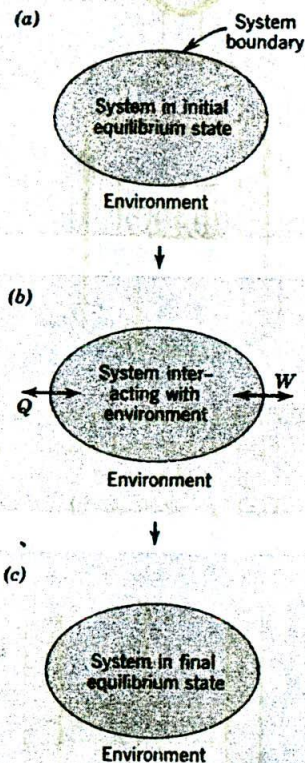 (a)
System
boundary
System in initial
equilibrium state
Environment
(b)
System inter-
acting with
environment
Q
W
Environment
(c)
System in final
equilibrium state
Environment